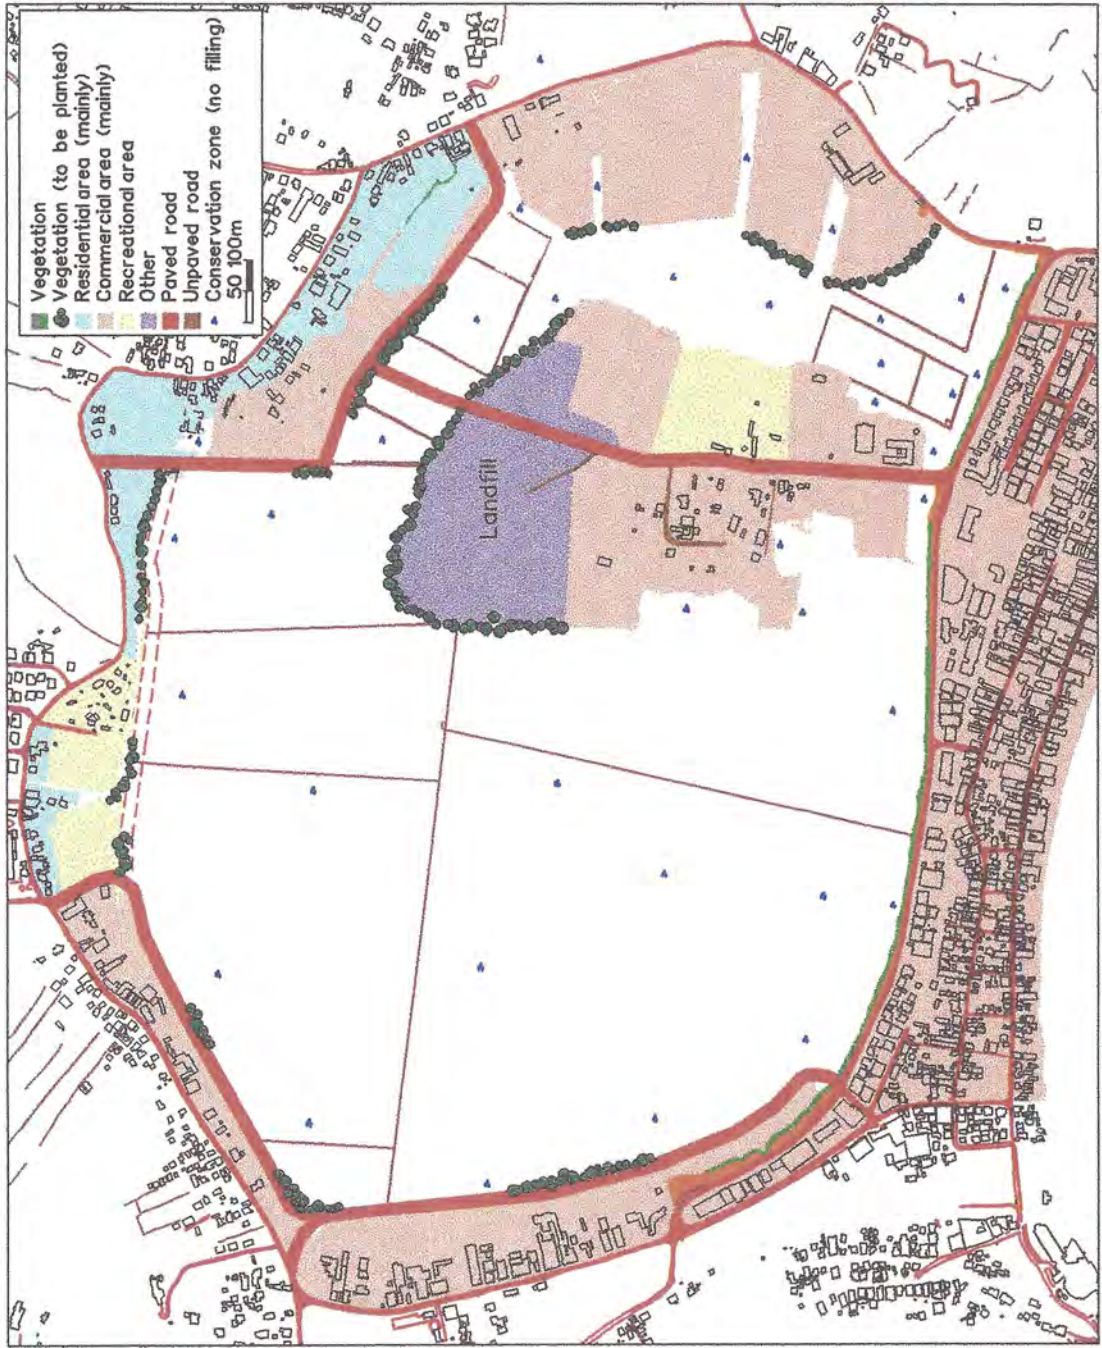 Vegetation
Vegetation (to be planted)
Residential area (mainly)
Commercial area (mainly)
Recreational area
Other
Paved road
Unpaved road
Conservation zone (no filling)
50 100m
Landfill